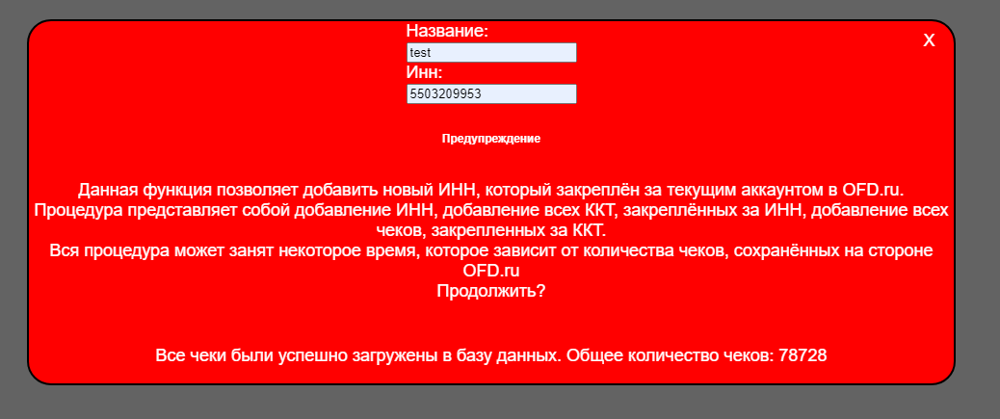 Название:
X
test
Инн:
5503209953
Предупреждение
Данная функция позволяет добавить новый ИНН, который закреплён за текущим аккаунтом в OFD.ru.
Процедура представляет собой добавление ИНН, добавление всех ККТ, закреплённых за ИНН, добавление всех
чеков, закрепленных за ККТ.
Вся процедура может занят некоторое время, которое зависит от количества чеков, сохранённых на стороне
OFD.ru
Продолжить?
Все чеки были успешно загружены в базу данных. Общее количество чеков: 78728